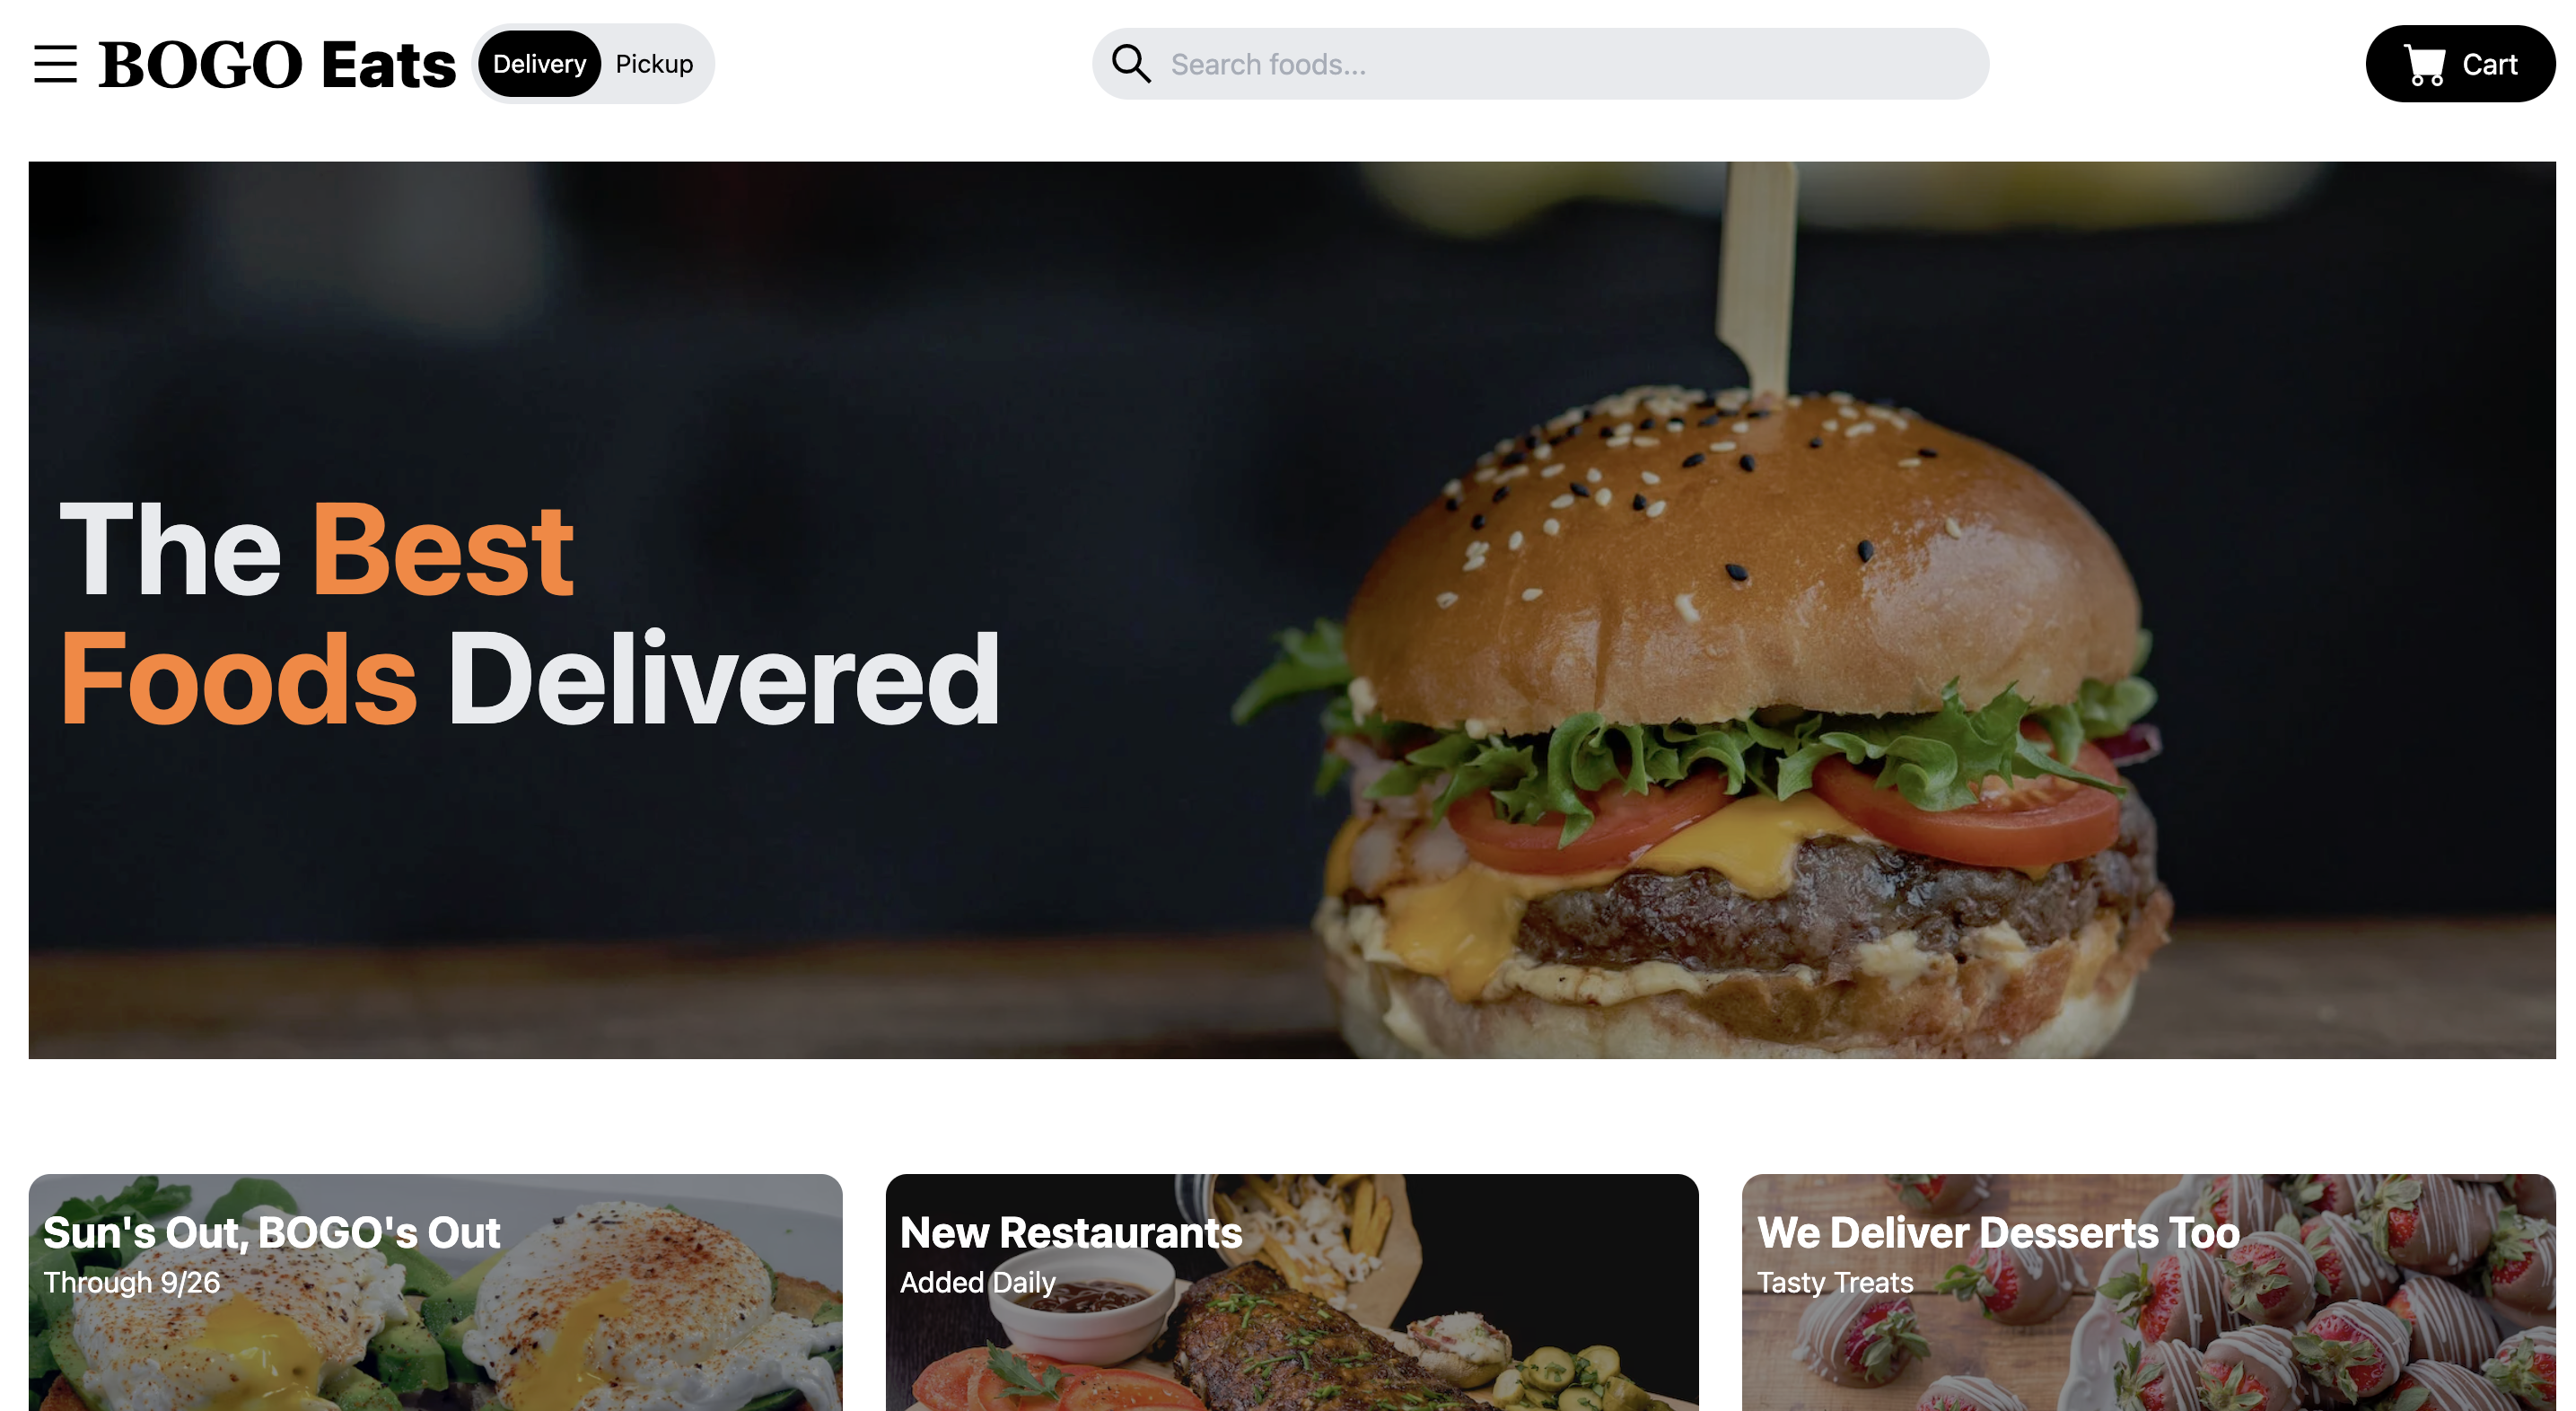 BOGO Eats
Delivery
Pickup
Search foods...
Cart
The Best
Foods Delivered
Sun's Out, BOGO's Out
Through 9/26
New Restaurants
Added Daily
We Deliver Desserts Too
Tasty Treats